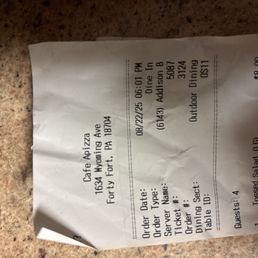 Cafe Apizza
1634 Wyoming Ave
Forty Fort, PA 18704
Order Date: 08/22/25 06:01 PM
Order Type: Dine In
Server Name: (6143) Addison B
Ticket #: 5087
Order #: 3124
Dining Sect: Outdoor Dining
Table ID: OS11
Guests: 4
Tossed Salad
$8.00